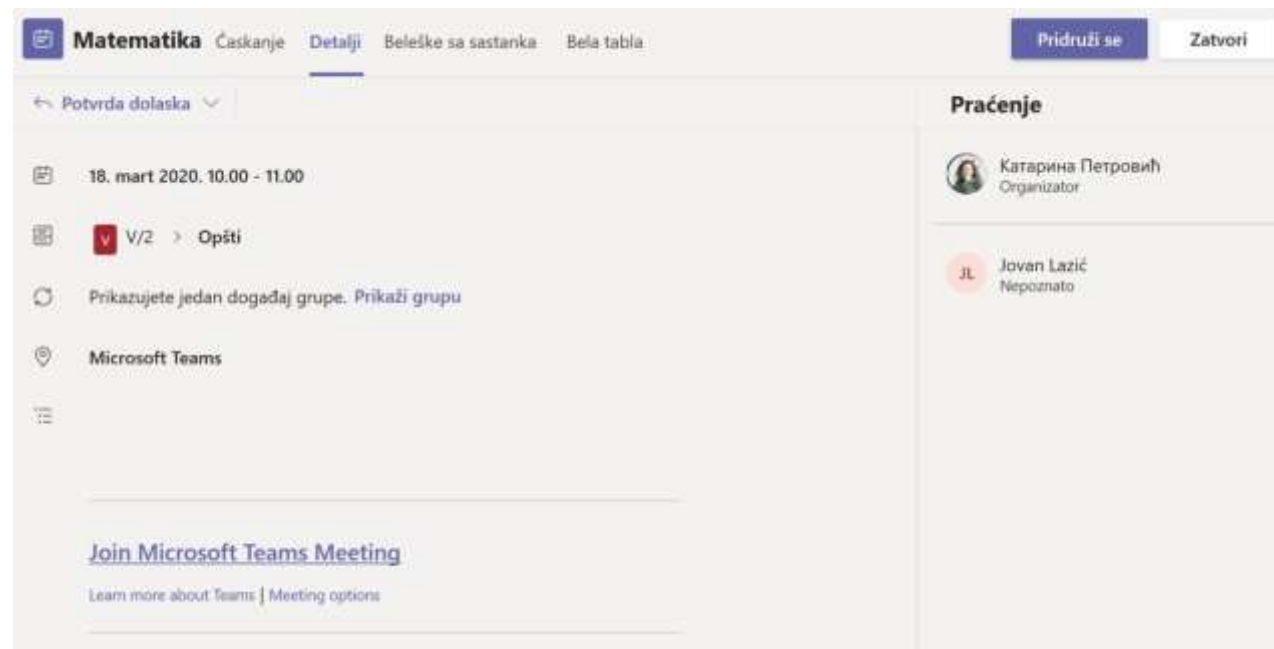 Matematika Ćaskanje Detalji Beleške sa sastanka Bela tabla Pridruži se Zatvori
Potvrda dolaska
Praćenje
18. mart 2020. 10.00 - 11.00
Катарина Петровић
Organizator
V V/2 > Opšti
JL Jovan Lazić
Nepoznato
Prikazujete jedan događaj grupe. Prikaži grupu
Microsoft Teams
Join Microsoft Teams Meeting
Learn more about Teams | Meeting options